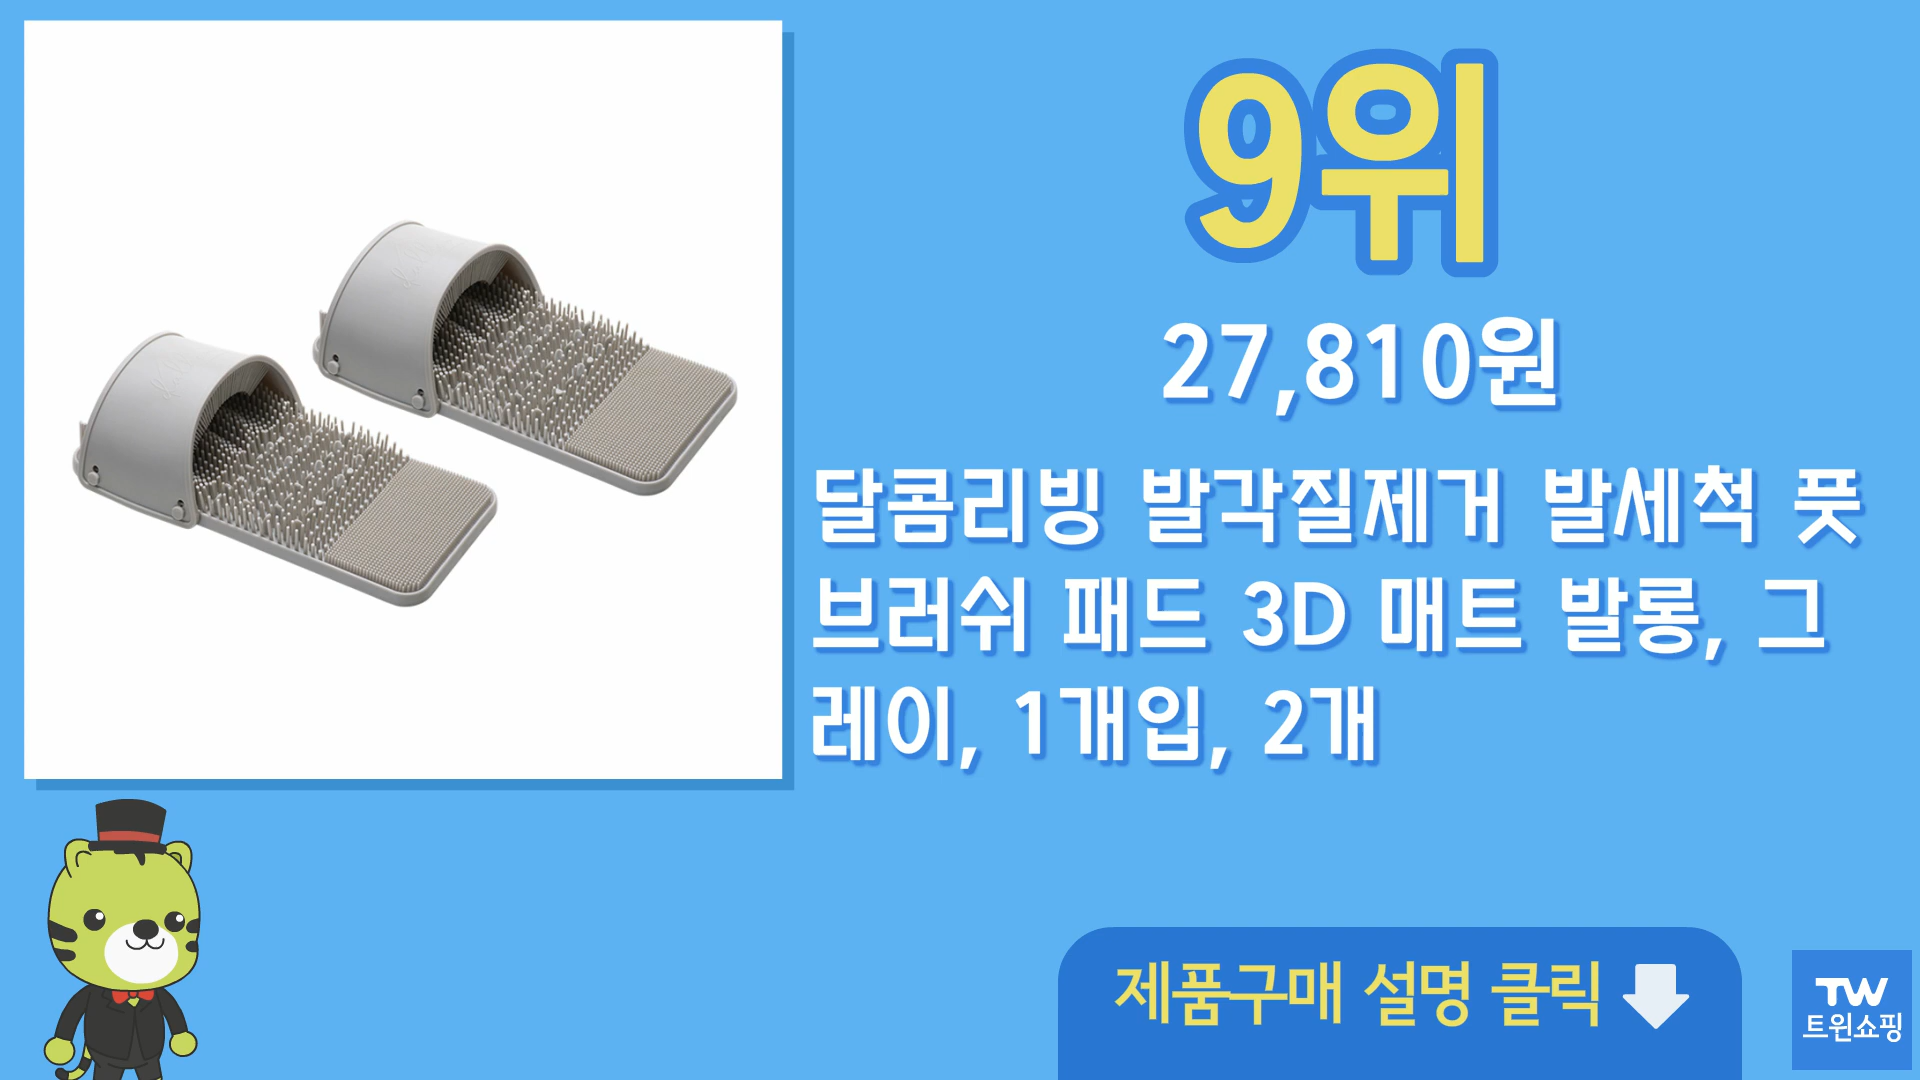 9위
27,810원
달콤리빙 발각질제거 발세척 풋
브러쉬 패드 3D 매트 발롱, 그
레이, 1개입, 2개
제품구매 설명 클릭
TW
트윈쇼핑